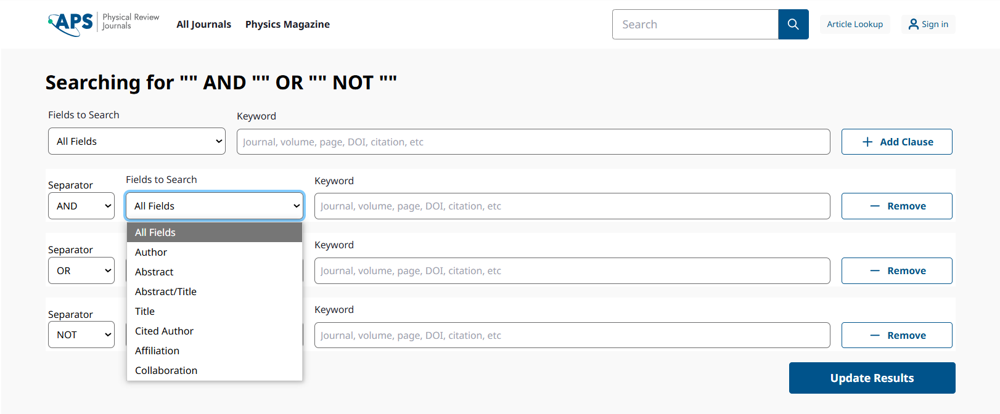 APS Physical Review Journals
All Journals
Physics Magazine
Search
Article Lookup
Sign in
Searching for "" AND "" OR "" NOT ""
Fields to Search
Keyword
All Fields
Journal, volume, page, DOI, citation, etc
Add Clause
Separator
Fields to Search
Keyword
AND
All Fields
Journal, volume, page, DOI, citation, etc
Remove
All Fields
Author
Abstract
Abstract/Title
Title
Cited Author
Affiliation
Collaboration
Separator
Keyword
OR
Journal, volume, page, DOI, citation, etc
Remove
Separator
Keyword
NOT
Journal, volume, page, DOI, citation, etc
Remove
Update Results